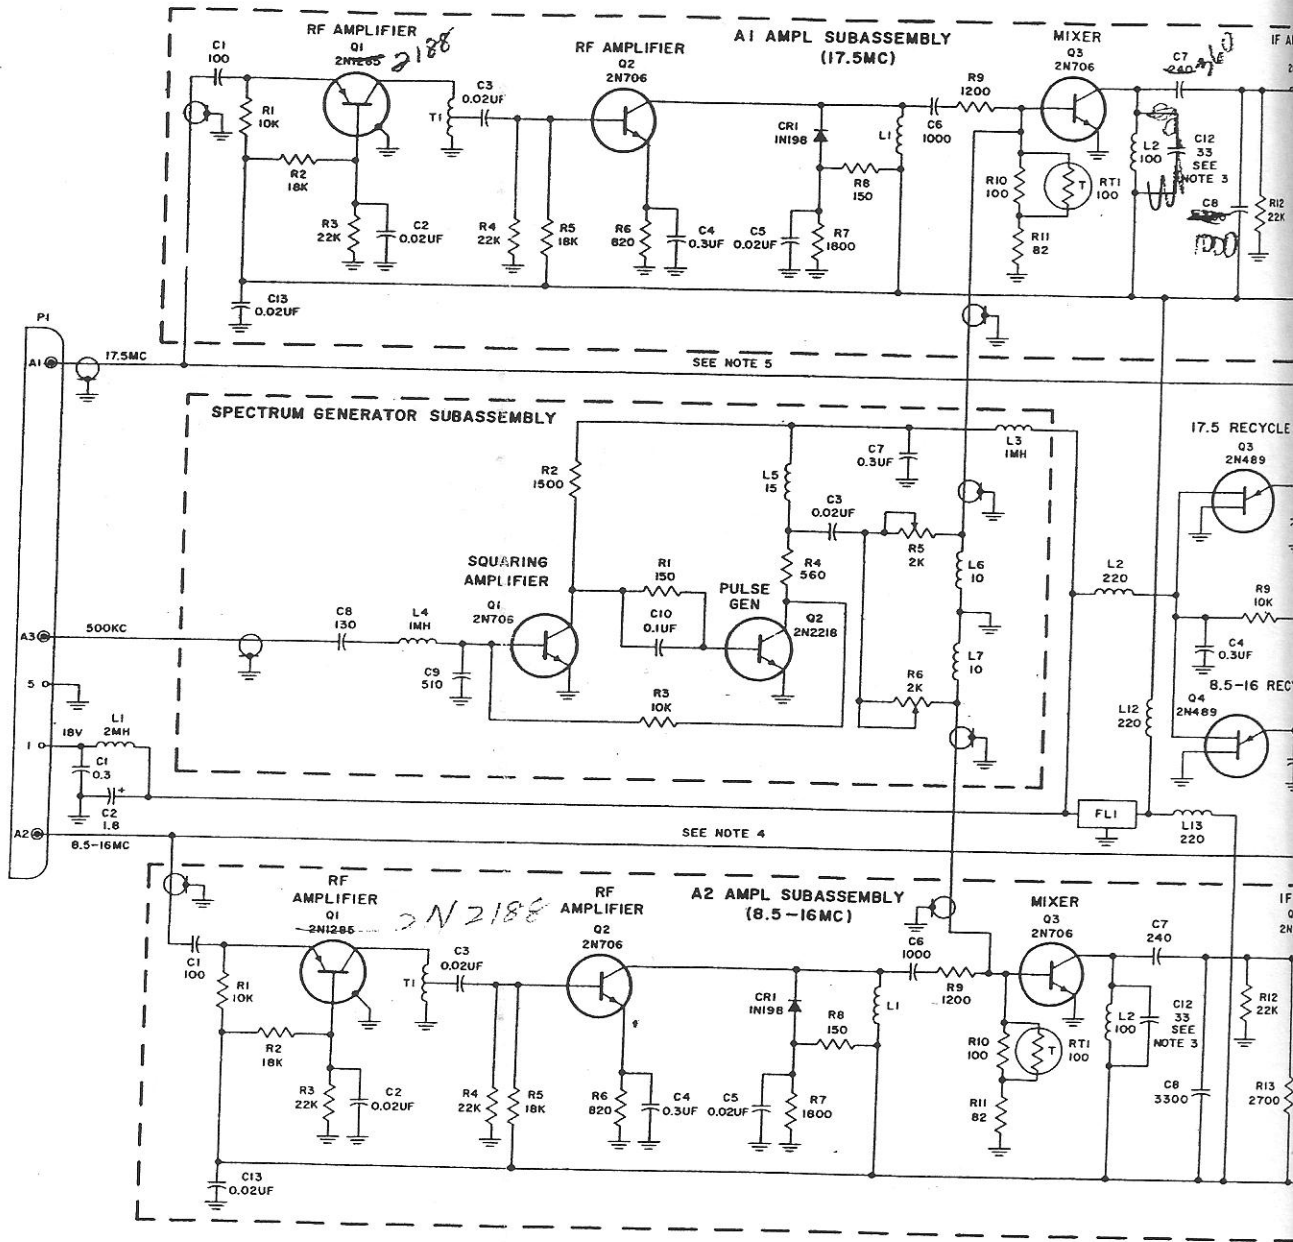 RF AMPLIFIER
Q1
2N1285
2188
RF AMPLIFIER
Q2
2N706
A1 AMPL SUBASSEMBLY
(17.5MC)
MIXER
Q3
2N706
C7
240
IF A
C1
100
R1
10K
R2
18K
R3
22K
C2
0.02UF
T1
C3
0.02UF
R4
22K
R5
18K
R6
820
C4
0.3UF
CR1
1N198
R8
150
C5
0.02UF
R7
1800
L1
C6
1000
R9
1200
R10
100
RT1
100
T
R11
82
L2
100
C12
33
SEE
NOTE 3
C8
1000
R12
22K
C13
0.02UF
P1
A1
17.5MC
SEE NOTE 5
SPECTRUM GENERATOR SUBASSEMBLY
R2
1500
L5
15
C7
0.3UF
L3
1MH
17.5 RECYCLE
Q3
2N489
C3
0.02UF
R5
2K
L6
10
SQUARING
AMPLIFIER
Q1
2N706
R1
150
C10
0.1UF
R4
560
PULSE
GEN
Q2
2N2218
L2
220
R9
10K
C4
0.3UF
A3
500KC
C8
130
L4
1MH
C9
510
R3
10K
R6
2K
L7
10
8.5-16 REC
Q4
2N489
L12
220
5
1
18V
L1
2MH
C1
0.3
C2
1.8
+
FL1
L13
220
A2
8.5-16MC
SEE NOTE 4
RF
AMPLIFIER
Q1
2N1285
2N2188
RF
AMPLIFIER
Q2
2N706
A2 AMPL SUBASSEMBLY
(8.5-16MC)
MIXER
Q3
2N706
C7
240
IF
Q
2N
C1
100
R1
10K
R2
18K
R3
22K
C2
0.02UF
T1
C3
0.02UF
R4
22K
R5
18K
R6
820
C4
0.3UF
CR1
1N198
R8
150
C5
0.02UF
R7
1800
L1
C6
1000
R9
1200
R10
100
RT1
100
T
R11
82
L2
100
C12
33
SEE
NOTE 3
C8
3300
R12
22K
R13
2700
C13
0.02UF